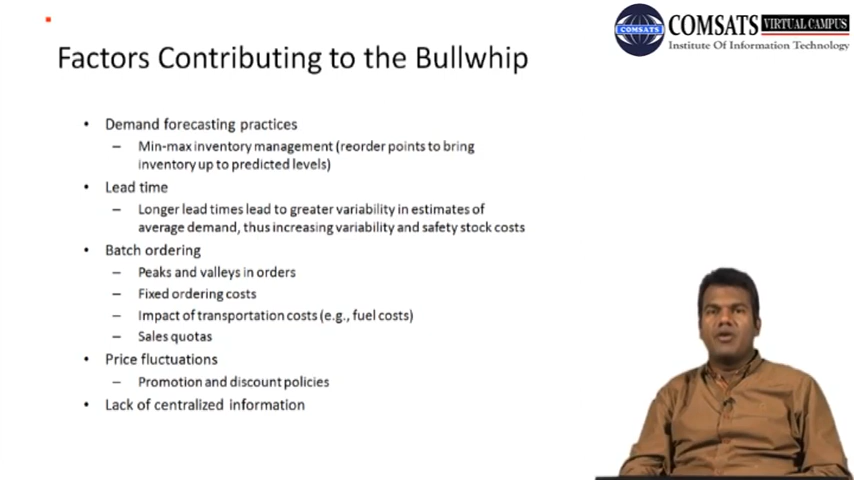 COMSATS VIRTUAL CAMPUS
COMSATS
Institute Of Information Technology
Factors Contributing to the Bullwhip
• Demand forecasting practices
– Min-max inventory management (reorder points to bring
inventory up to predicted levels)
• Lead time
– Longer lead times lead to greater variability in estimates of
average demand, thus increasing variability and safety stock costs
• Batch ordering
– Peaks and valleys in orders
– Fixed ordering costs
– Impact of transportation costs (e.g., fuel costs)
– Sales quotas
• Price fluctuations
– Promotion and discount policies
• Lack of centralized information